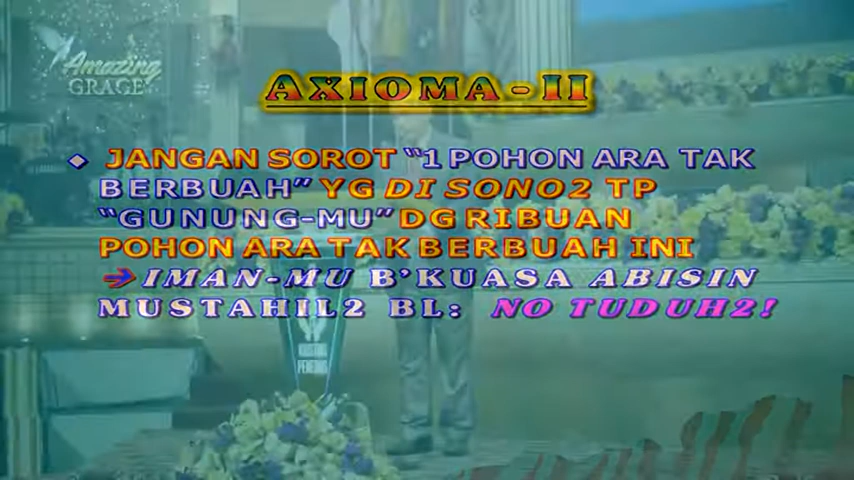 Amazing
GRACE
AXIOMA - II
JANGAN SOROT "1 POHON ARA TAK
BERBUAH" YG DI SONO2 TP
"GUNUNG-MU" DG RIBUAN
POHON ARA TAK BERBUAH INI
IMAN-MU B'KUASA ABISIN
MUSTAHIL2 BL: NO TUDUH2!